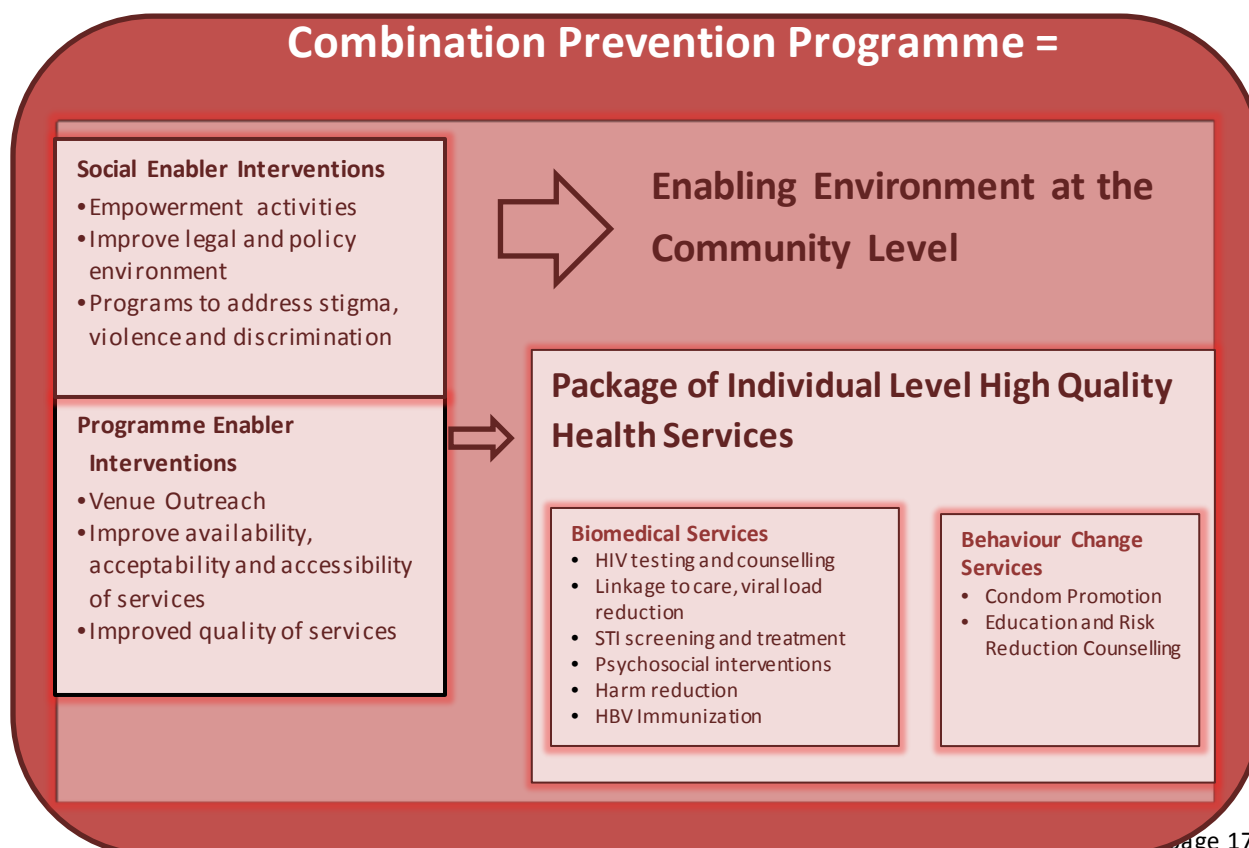 Combination Prevention Programme =
Social Enabler Interventions
•Empowerment activities
•Improve legal and policy
environment
•Programs to address stigma,
violence and discrimination
Enabling Environment at the
Community Level
Programme Enabler
Interventions
•Venue Outreach
•Improve availability,
acceptability and accessibility
of services
•Improved quality of services
Package of Individual Level High Quality
Health Services
Biomedical Services
• HIV testing and counselling
• Linkage to care, viral load
reduction
• STI screening and treatment
• Psychosocial interventions
• Harm reduction
• HBV Immunization
Behaviour Change
Services
• Condom Promotion
• Education and Risk
Reduction Counselling
age 17